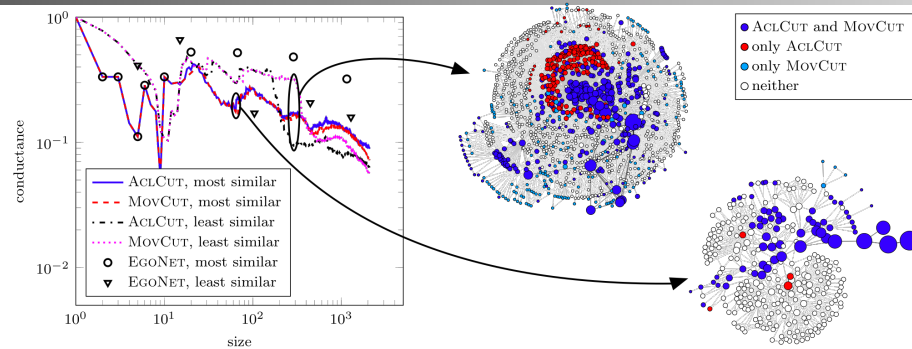 10^0
10^{-1}
10^{-2}
conductance
ACLCUT, most similar
MOVCUT, most similar
ACLCUT, least similar
MOVCUT, least similar
EGONET, most similar
EGONET, least similar
10^0 10^1 10^2 10^3
size
ACLCUT and MOVCUT
only ACLCUT
only MOVCUT
neither